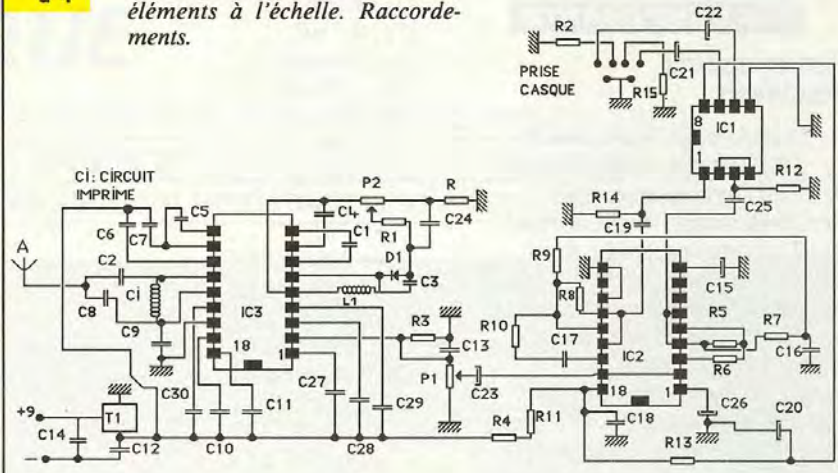 éléments à l'échelle. Raccorde-
ments.
C22
R2
PRISE
CASQUE
C21
R15
8
IC1
1
CI : CIRCUIT
IMPRIME
P2
R
R12
C5
C4
C1
R1
C24
R14
C25
C6
C7
C19
A
C2
D1
R9
C15
Ci
C3
R8
R5
C8
IC3
L1
R7
C9
R3
R10
C17
IC2
C16
18
1
C13
R6
C27
P1
18
1
+9
C30
C11
C29
C23
R11
C18
C26
C20
T1
C14
C10
C28
R4
R13
-
C12